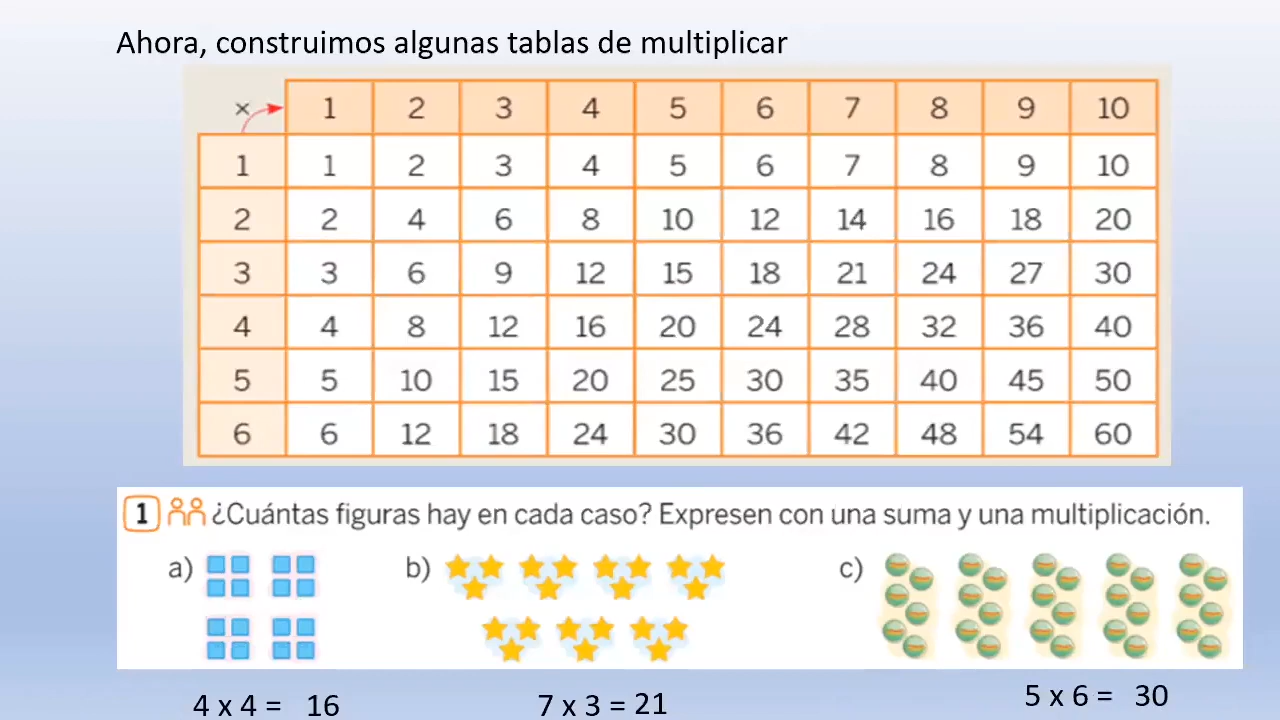 Ahora, construimos algunas tablas de multiplicar
× 1 2 3 4 5 6 7 8 9 10
1 1 2 3 4 5 6 7 8 9 10
2 2 4 6 8 10 12 14 16 18 20
3 3 6 9 12 15 18 21 24 27 30
4 4 8 12 16 20 24 28 32 36 40
5 5 10 15 20 25 30 35 40 45 50
6 6 12 18 24 30 36 42 48 54 60
1 ¿Cuántas figuras hay en cada caso? Expresen con una suma y una multiplicación.
a) b) c)
4 x 4 = 16 7 x 3 = 21 5 x 6 = 30